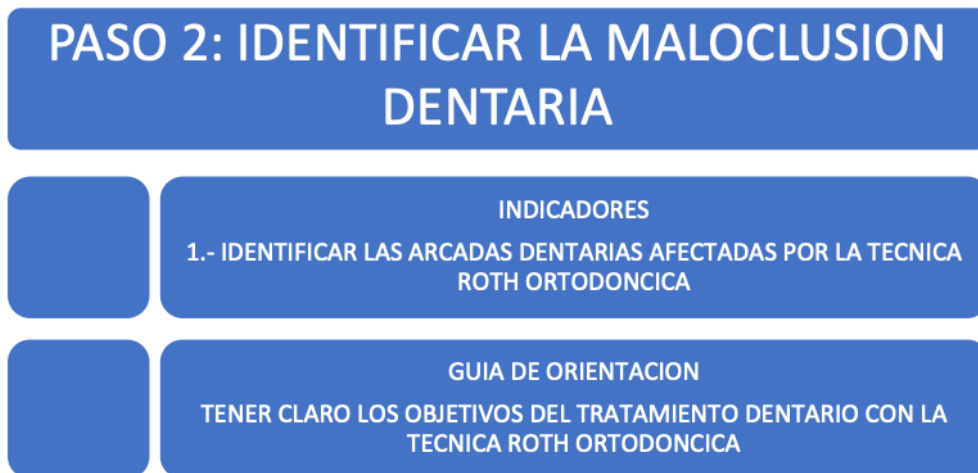 PASO 2: IDENTIFICAR LA MALOCLUSION
DENTARIA
INDICADORES
1.- IDENTIFICAR LAS ARCADAS DENTARIAS AFECTADAS POR LA TECNICA
ROTH ORTODONCICA
GUIA DE ORIENTACION
TENER CLARO LOS OBJETIVOS DEL TRATAMIENTO DENTARIO CON LA
TECNICA ROTH ORTODONCICA